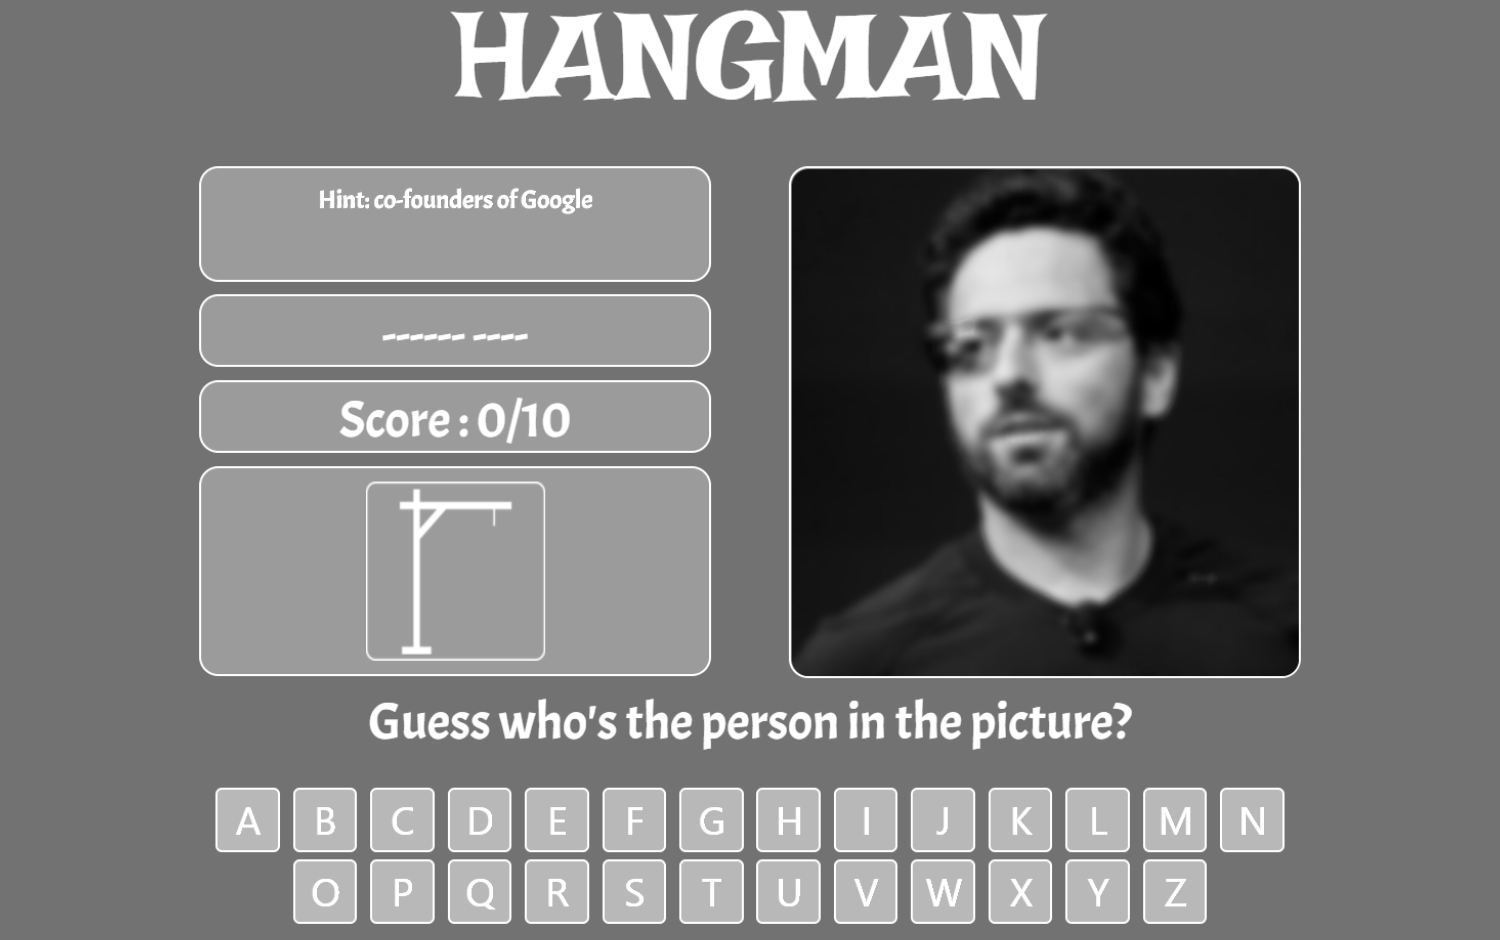 HANGMAN
Hint: co-founders of Google
------ ----
Score : 0/10
Guess who's the person in the picture?
A B C D E F G H I J K L M N
O P Q R S T U V W X Y Z